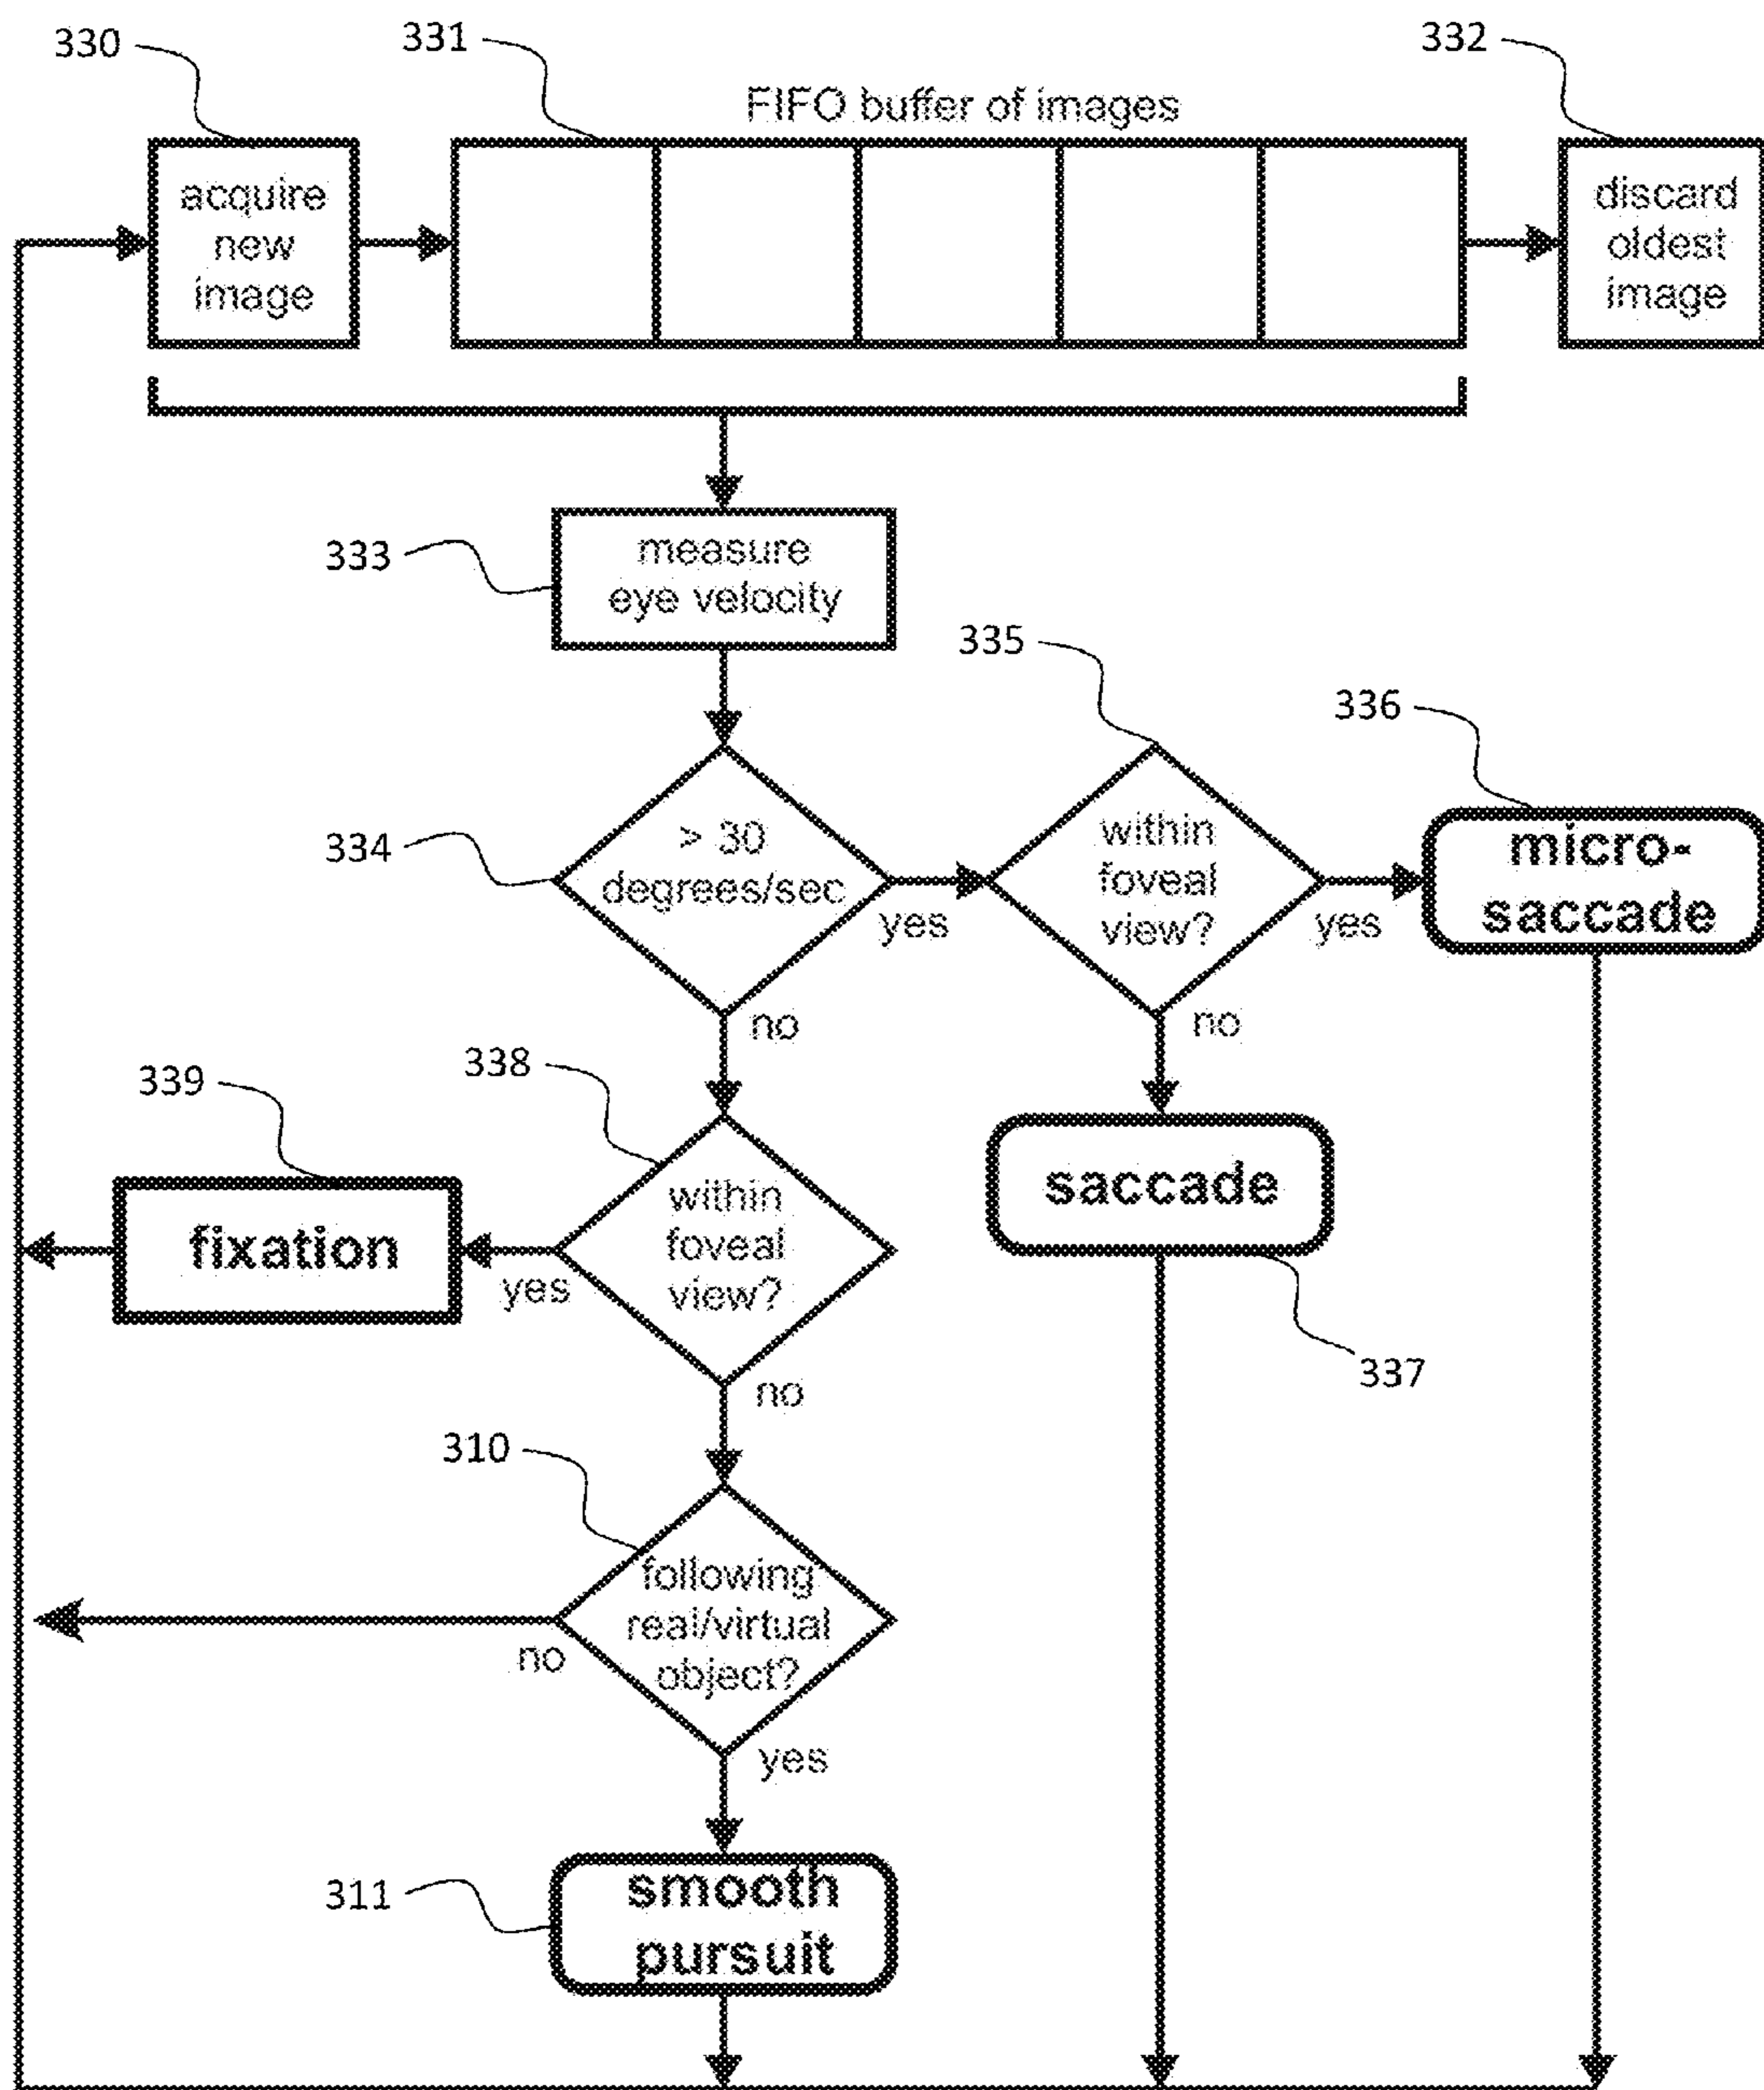 330
331
332
FIFO buffer of images
acquire
new
image
discard
oldest
image
333
measure
eye velocity
335
336
334
> 30
degrees/sec
yes
within
foveal
view?
yes
micro-
saccade
no
no
339
338
fixation
yes
within
foveal
view?
saccade
337
no
310
following
real/virtual
object?
no
yes
311
smooth
pursuit